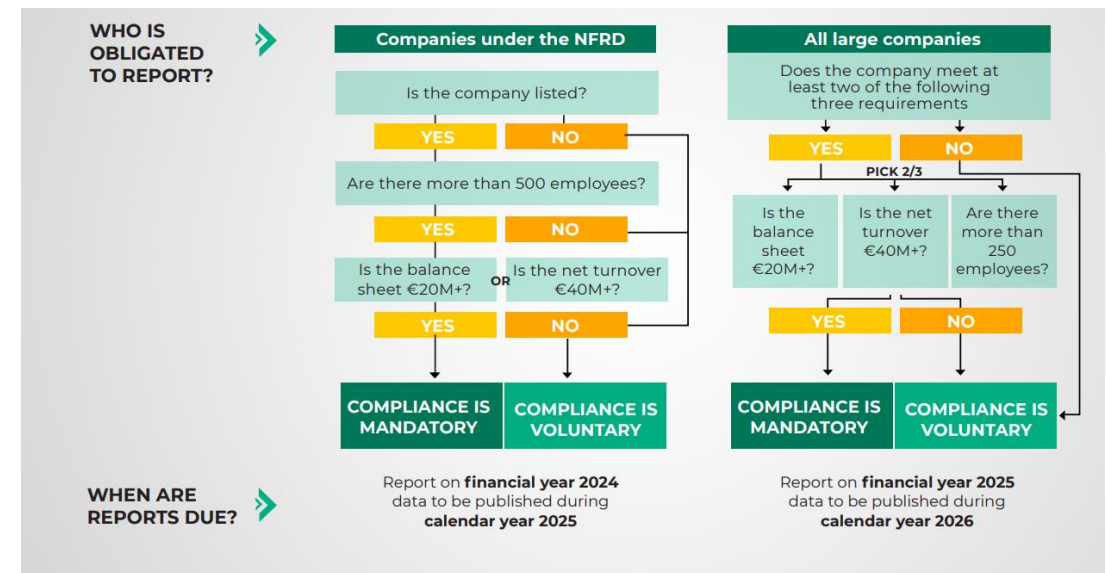 WHO IS
OBLIGATED
TO REPORT?
Companies under the NFRD
Is the company listed?
YES
NO
Are there more than 500 employees?
YES
NO
Is the balance
sheet €20M+?
OR
Is the net turnover
€40M+?
YES
NO
COMPLIANCE IS
MANDATORY
COMPLIANCE IS
VOLUNTARY
All large companies
Does the company meet at
least two of the following
three requirements
YES
NO
PICK 2/3
Is the
balance
sheet
€20M+?
Is the net
turnover
€40M+?
Are there
more than
250
employees?
YES
NO
COMPLIANCE IS
MANDATORY
COMPLIANCE IS
VOLUNTARY
WHEN ARE
REPORTS DUE?
Report on financial year 2024
data to be published during
calendar year 2025
Report on financial year 2025
data to be published during
calendar year 2026